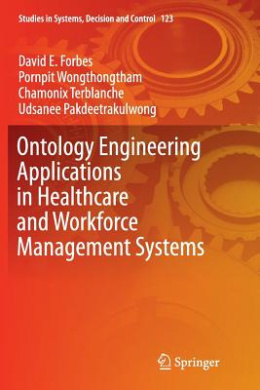 Studies in Systems, Decision and Control 123
David E. Forbes
Pornpit Wongthongtham
Chamonix Terblanche
Udsanee Pakdeetrakulwong
Ontology Engineering
Applications
in Healthcare
and Workforce
Management Systems
Springer